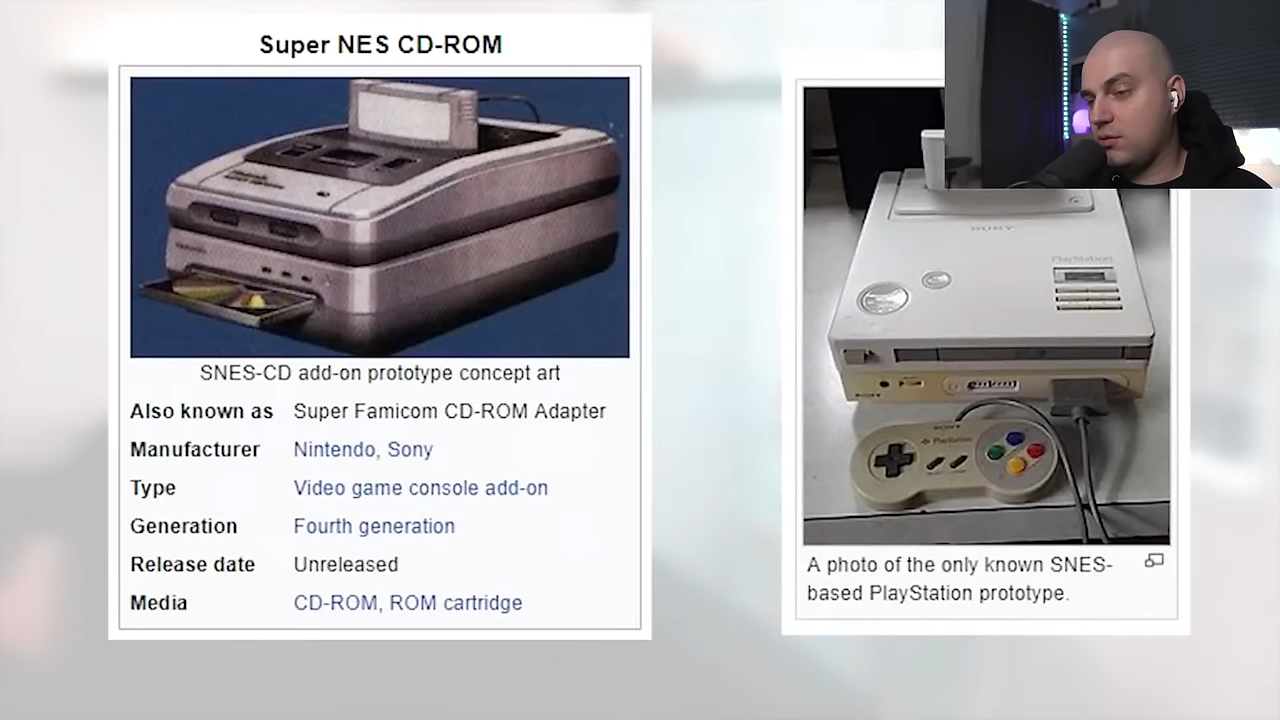 Super NES CD-ROM
SNES-CD add-on prototype concept art
Also known as Super Famicom CD-ROM Adapter
Manufacturer Nintendo, Sony
Type Video game console add-on
Generation Fourth generation
Release date Unreleased
Media CD-ROM, ROM cartridge
SONY
PlayStation
SONY
PlayStation
A photo of the only known SNES-
based PlayStation prototype.